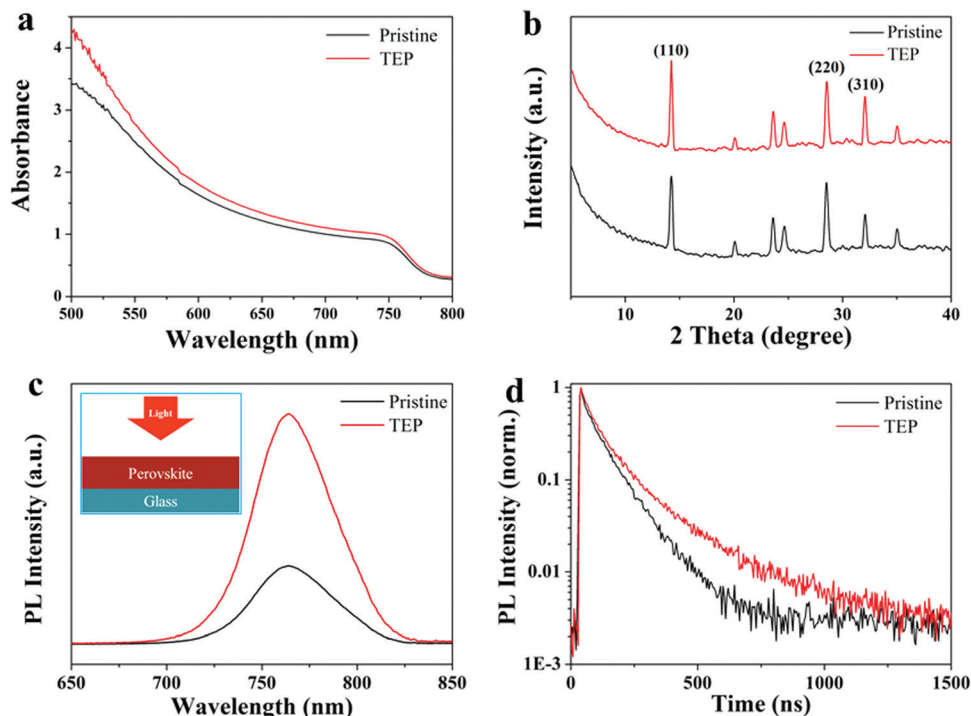 a
Pristine
TEP
Absorbance
4
3
2
1
0
500 550 600 650 700 750 800
Wavelength (nm)
b
Pristine
TEP
(110)
(220)
(310)
Intensity (a.u.)
10 20 30 40
2 Theta (degree)
c
Light
Perovskite
Glass
Pristine
TEP
PL Intensity (a.u.)
650 700 750 800 850
Wavelength (nm)
d
Pristine
TEP
PL Intensity (norm.)
1
0.1
0.01
1E-3
0 500 1000 1500
Time (ns)